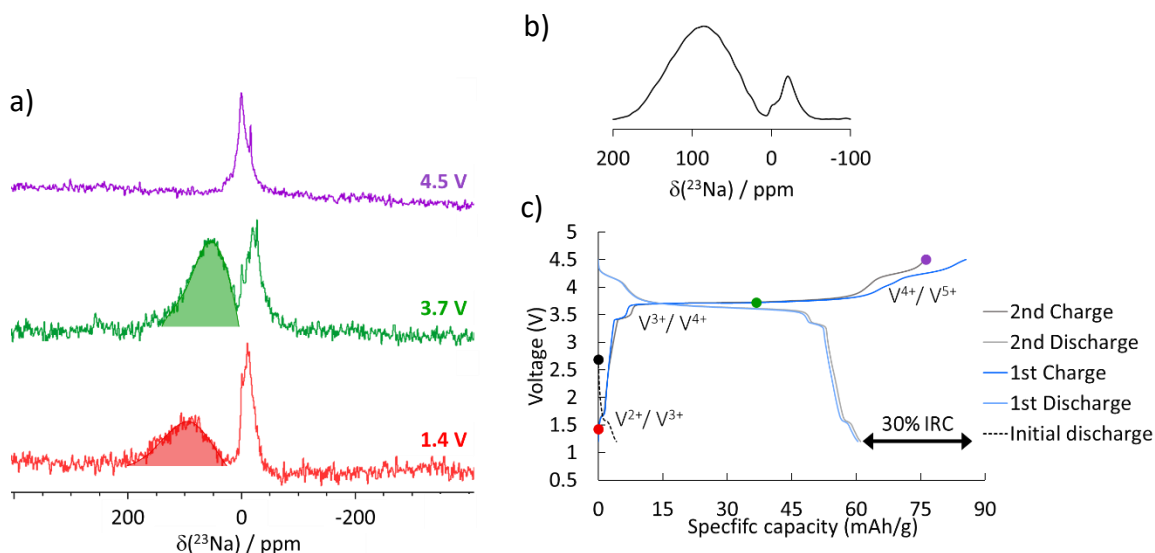 a)
4.5 V
3.7 V
1.4 V
200 0 -200
δ(²³Na) / ppm
b)
200 100 0 -100
δ(²³Na) / ppm
c)
5
4.5
4
3.5
3
2.5
2
1.5
1
0.5
Voltage (V)
V⁴⁺/ V⁵⁺
V³⁺/ V⁴⁺
V²⁺/ V³⁺
30% IRC
0 15 30 45 60 75 90
Specfifc capacity (mAh/g)
2nd Charge
2nd Discharge
1st Charge
1st Discharge
Initial discharge